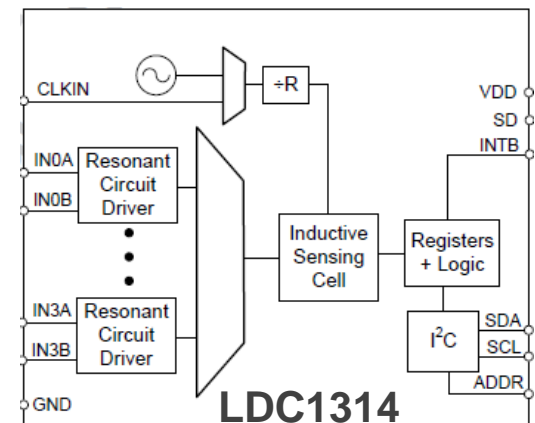 CLKIN
÷R
VDD
SD
INTB
IN0A
IN0B
Resonant
Circuit
Driver
Inductive
Sensing
Cell
Registers
+ Logic
IN3A
IN3B
Resonant
Circuit
Driver
I²C
SDA
SCL
ADDR
GND
LDC1314